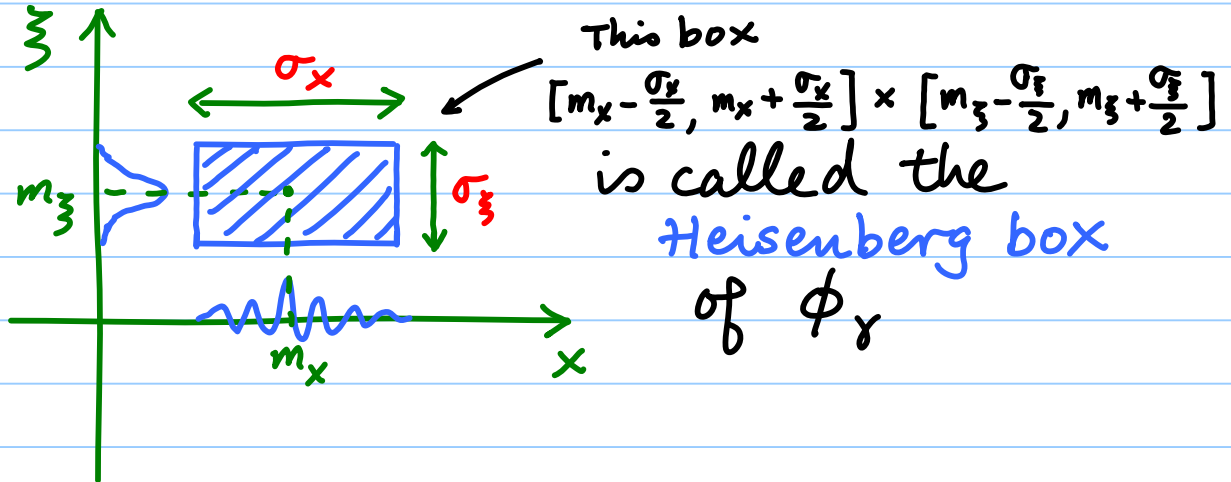 ξ
σx
This box
[mx - σx/2, mx + σx/2] × [mξ - σξ/2, mξ + σξ/2]
is called the
mξ
σξ
Heisenberg box
of ϕγ
mx
x